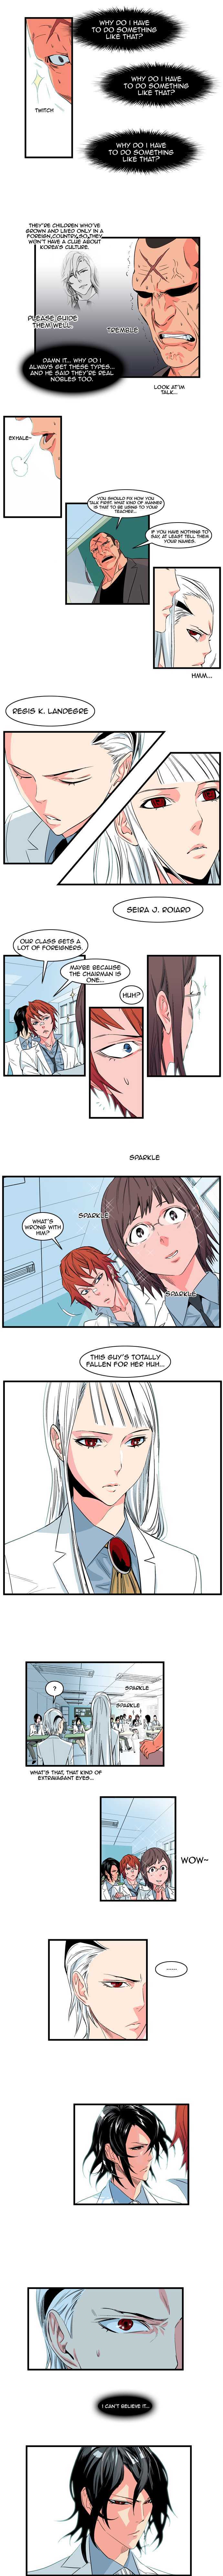 WHY DO I HAVE
TO DO SOMETHING
LIKE THAT?
WHY DO I HAVE
TO DO SOMETHING
LIKE THAT?
TWITCH
WHY DO I HAVE
TO DO SOMETHING
LIKE THAT?
THEY'RE CHILDREN WHO'VE
GROWN AND LIVED ONLY IN A
FOREIGN COUNTRY, SO THEY
WON'T HAVE A CLUE ABOUT
KOREA'S CULTURE.
PLEASE GUIDE
THEM WELL.
TREMBLE
DAMN IT... WHY DO I
ALWAYS GET THESE TYPES...
AND HE SAID THEY'RE REAL
NOBLES TOO.
LOOK AT'IM
TALK...
EXHALE~
YOU SHOULD FIX HOW YOU
TALK FIRST. WHAT KIND OF MANNER
IS THAT TO BE USING TO YOUR
TEACHER...
IF YOU HAVE NOTHING TO
SAY, AT LEAST TELL THEM
YOUR NAMES.
HMM...
REGIS K. LANDEGRE
SEIRA J. ROIARD
OUR CLASS GETS A
LOT OF FOREIGNERS.
MAYBE BECAUSE
THE CHAIRMAN IS
ONE...
HUH?
SPARKLE
SPARKLE
WHAT'S
WRONG WITH
HIM?
SPARKLE
THIS GUY'S TOTALLY
FALLEN FOR HER HUH...
?
SPARKLE
SPARKLE
WHAT'S THAT, THAT KIND OF
EXTRAVAGANT EYES...
WOW~
......
I CAN'T BELIEVE IT...